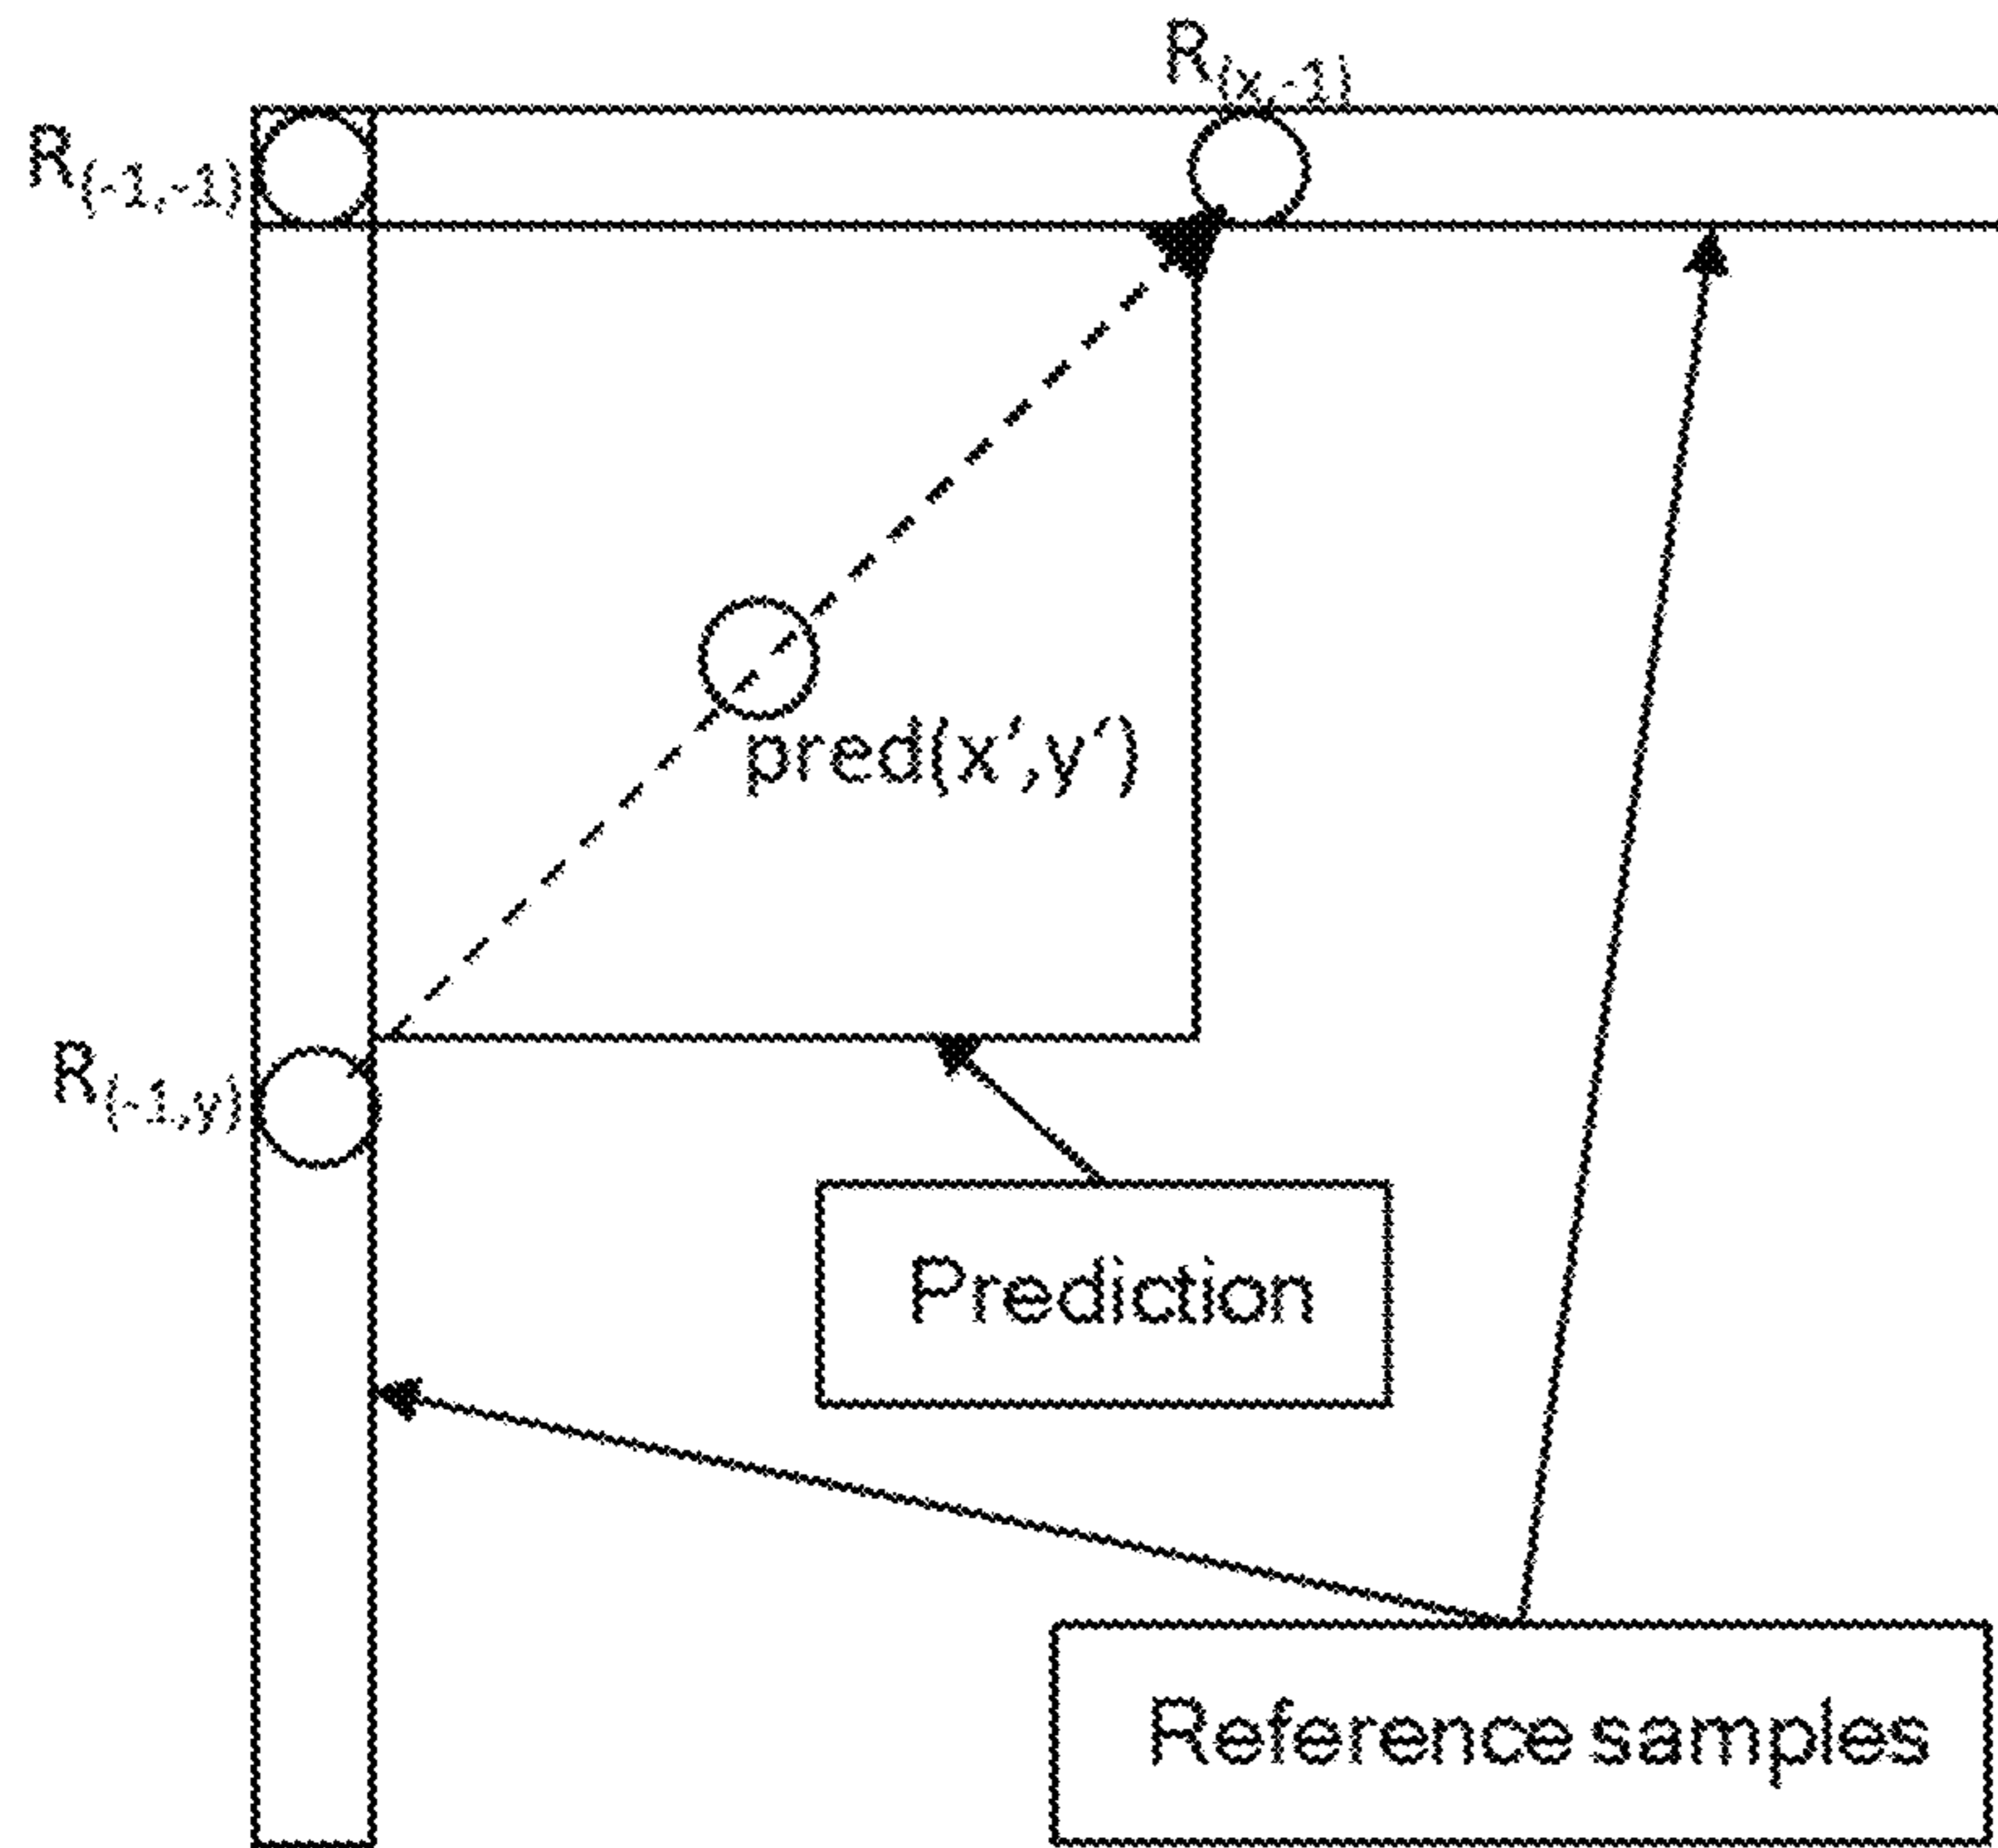 R(x,-1)
R(-1,-1)
pred(x′,y′)
R(-1,y)
Prediction
Reference samples